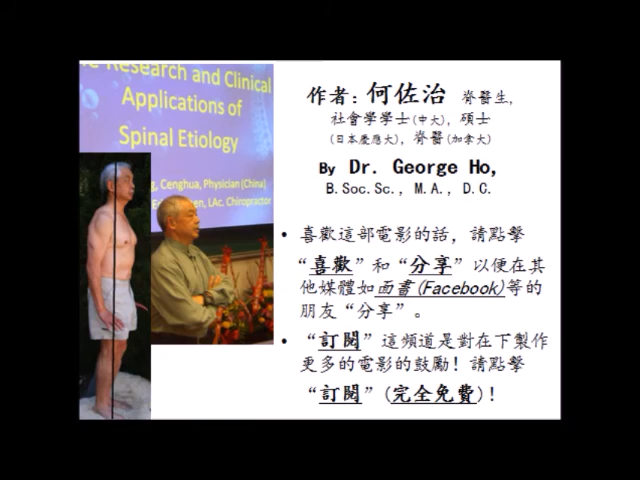 Research and Clinical
Applications of
Spinal Etiology
Cenghua, Physician (China)
LAc. Chiropractor
作者：何佐治 脊醫生,
社會學學士(中大), 碩士
(日本慶應大), 脊醫(加拿大)
By Dr. George Ho,
B.Soc.Sc., M.A., D.C.
• 喜歡這部電影的話, 請點擊
“喜歡”和“分享”以便在其
他媒體如面書(Facebook)等的
朋友“分享”。
• “訂閱”這頻道是對在下製作
更多的電影的鼓勵! 請點擊
“訂閱”(完全免費)!